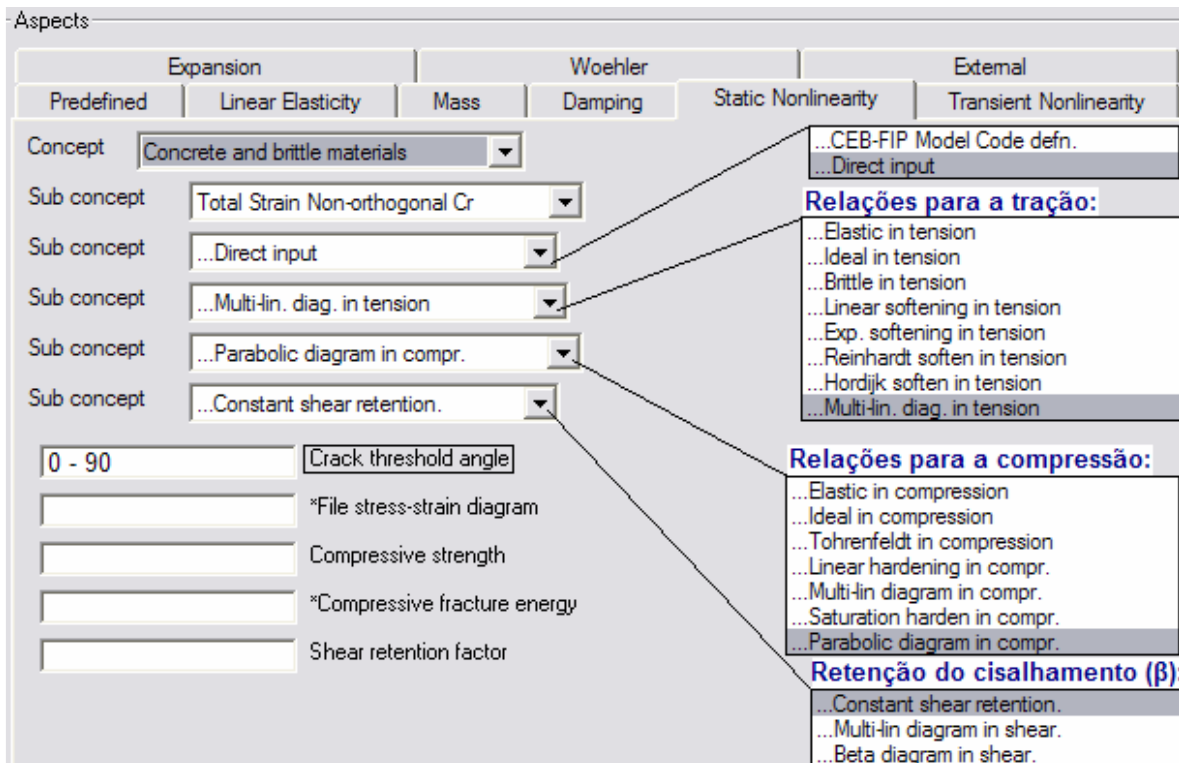 Aspects
Expansion Woehler External
Predefined Linear Elasticity Mass Damping Static Nonlinearity Transient Nonlinearity
Concept Concrete and brittle materials
Sub concept Total Strain Non-orthogonal Cr
Sub concept ...Direct input
Sub concept ...Multi-lin. diag. in tension
Sub concept ...Parabolic diagram in compr.
Sub concept ...Constant shear retention.
0 - 90 Crack threshold angle
*File stress-strain diagram
Compressive strength
*Compressive fracture energy
Shear retention factor
...CEB-FIP Model Code defn.
...Direct input
Relações para a tração:
...Elastic in tension
...Ideal in tension
...Brittle in tension
...Linear softening in tension
...Exp. softening in tension
...Reinhardt soften in tension
...Hordijk soften in tension
...Multi-lin. diag. in tension
Relações para a compressão:
...Elastic in compression
...Ideal in compression
...Tohrenfeldt in compression
...Linear hardening in compr.
...Multi-lin diagram in compr.
...Saturation harden in compr.
...Parabolic diagram in compr.
Retenção do cisalhamento (β):
...Constant shear retention.
...Multi-lin diagram in shear.
...Beta diagram in shear.